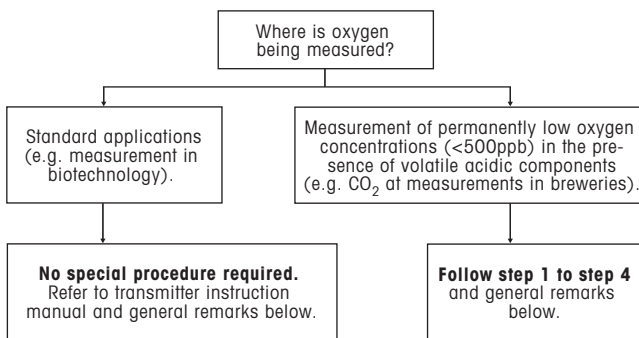 Where is oxygen
being measured?
Standard applications
(e.g. measurement in
biotechnology).
Measurement of permanently low oxygen
concentrations (<500ppb) in the pre-
sence of volatile acidic components
(e.g. CO₂ at measurements in breweries).
No special procedure required.
Refer to transmitter instruction
manual and general remarks below.
Follow step 1 to step 4
and general remarks
below.